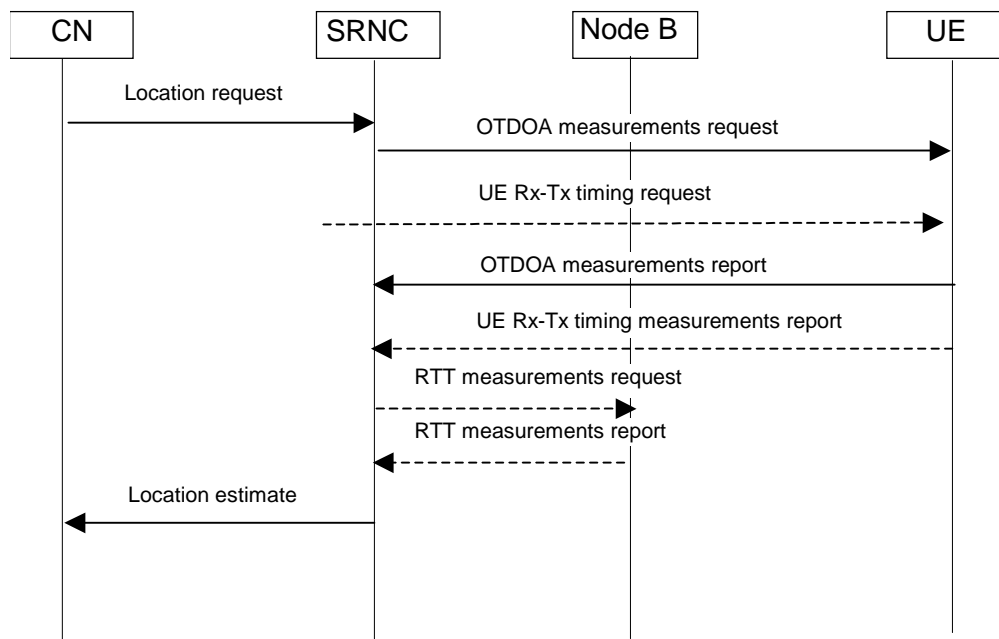 CN
SRNC
Node B
UE
Location request
OTDOA measurements request
UE Rx-Tx timing request
OTDOA measurements report
UE Rx-Tx timing measurements report
RTT measurements request
RTT measurements report
Location estimate